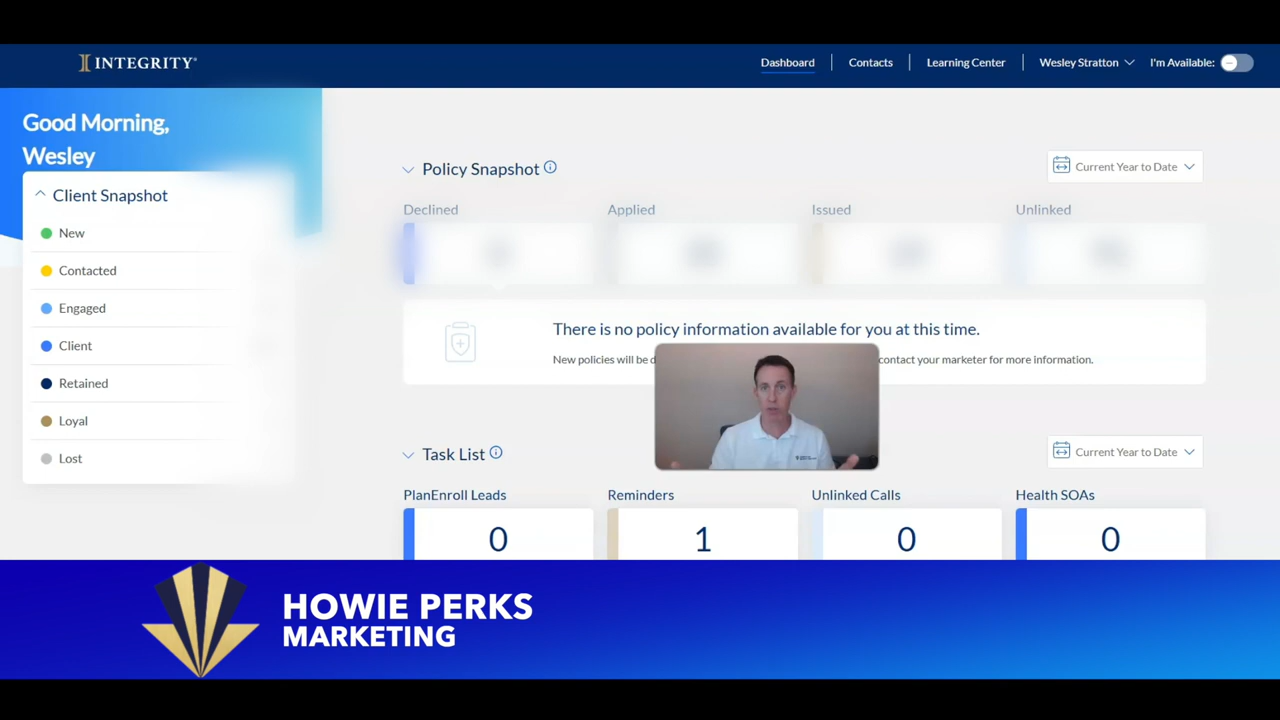 INTEGRITY
Dashboard
Contacts
Learning Center
Wesley Stratton
I'm Available:
Good Morning,
Wesley
Client Snapshot
New
Contacted
Engaged
Client
Retained
Loyal
Lost
Policy Snapshot
Current Year to Date
Declined
Applied
Issued
Unlinked
There is no policy information available for you at this time.
New policies will be d
contact your marketer for more information.
Task List
Current Year to Date
PlanEnroll Leads
Reminders
Unlinked Calls
Health SOAs
0
1
0
0
HOWIE PERKS
MARKETING